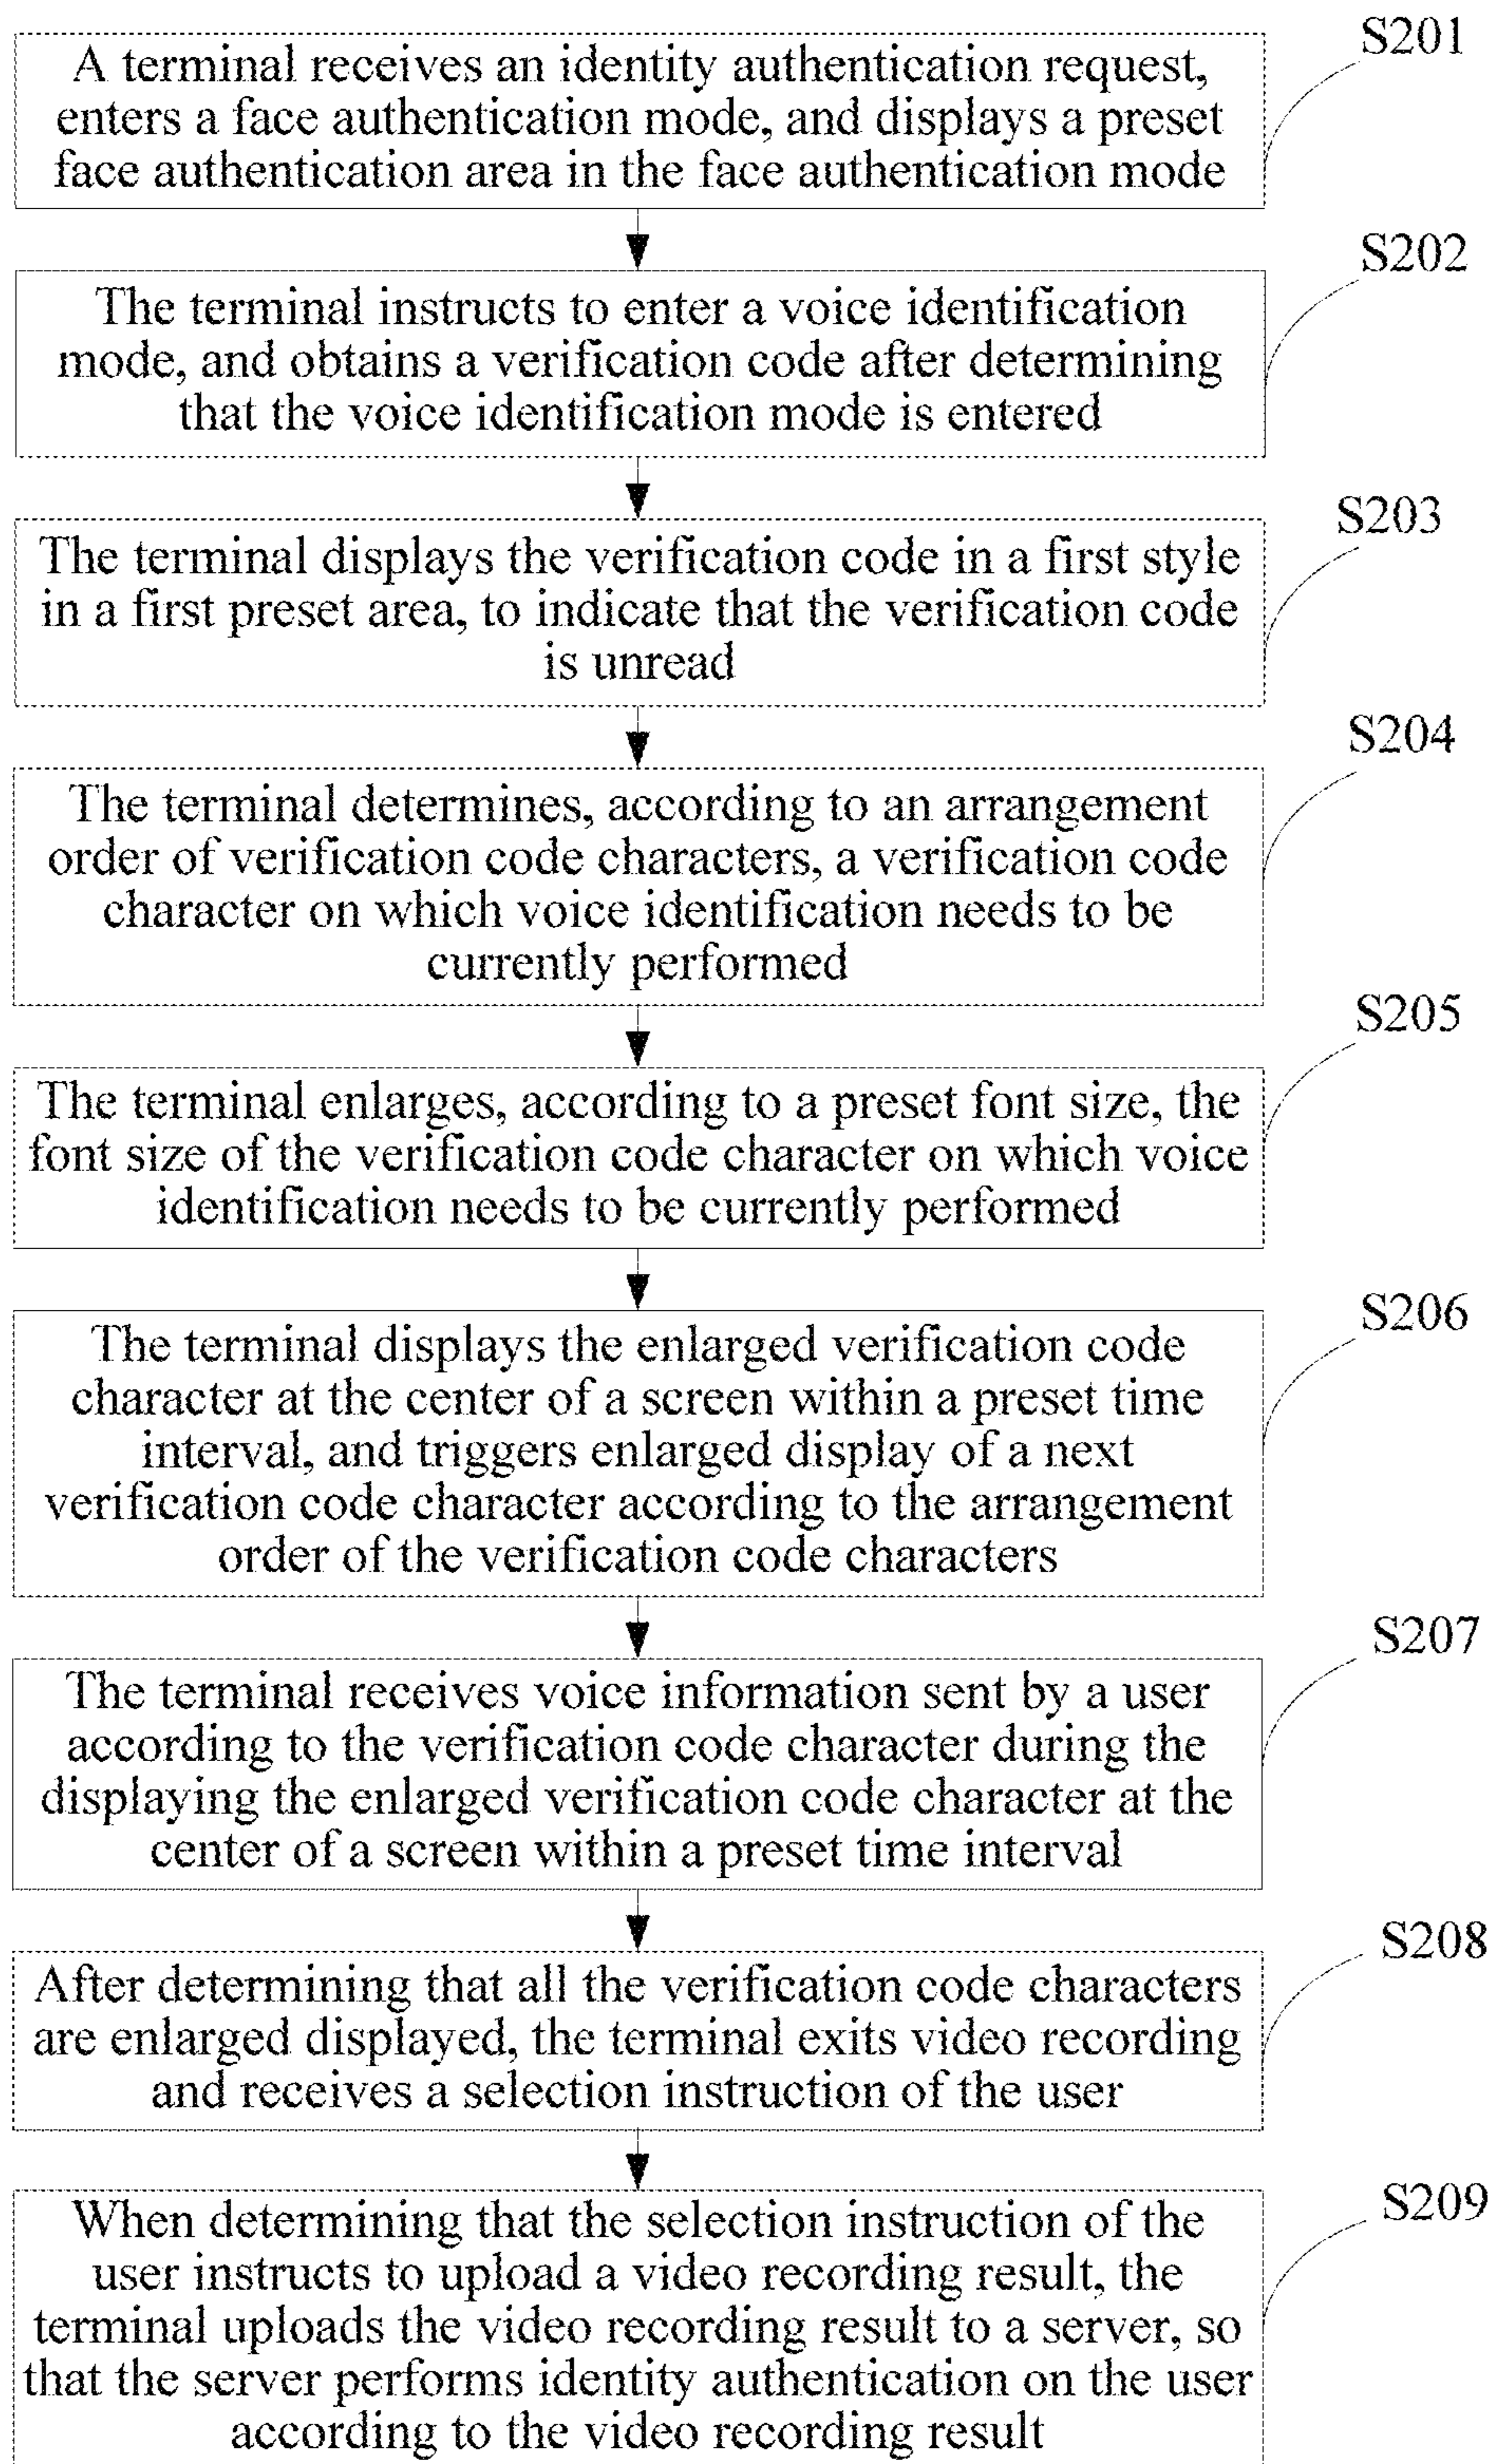 S201
A terminal receives an identity authentication request,
enters a face authentication mode, and displays a preset
face authentication area in the face authentication mode
S202
The terminal instructs to enter a voice identification
mode, and obtains a verification code after determining
that the voice identification mode is entered
S203
The terminal displays the verification code in a first style
in a first preset area, to indicate that the verification code
is unread
S204
The terminal determines, according to an arrangement
order of verification code characters, a verification code
character on which voice identification needs to be
currently performed
S205
The terminal enlarges, according to a preset font size, the
font size of the verification code character on which voice
identification needs to be currently performed
S206
The terminal displays the enlarged verification code
character at the center of a screen within a preset time
interval, and triggers enlarged display of a next
verification code character according to the arrangement
order of the verification code characters
S207
The terminal receives voice information sent by a user
according to the verification code character during the
displaying the enlarged verification code character at the
center of a screen within a preset time interval
S208
After determining that all the verification code characters
are enlarged displayed, the terminal exits video recording
and receives a selection instruction of the user
S209
When determining that the selection instruction of the
user instructs to upload a video recording result, the
terminal uploads the video recording result to a server, so
that the server performs identity authentication on the user
according to the video recording result